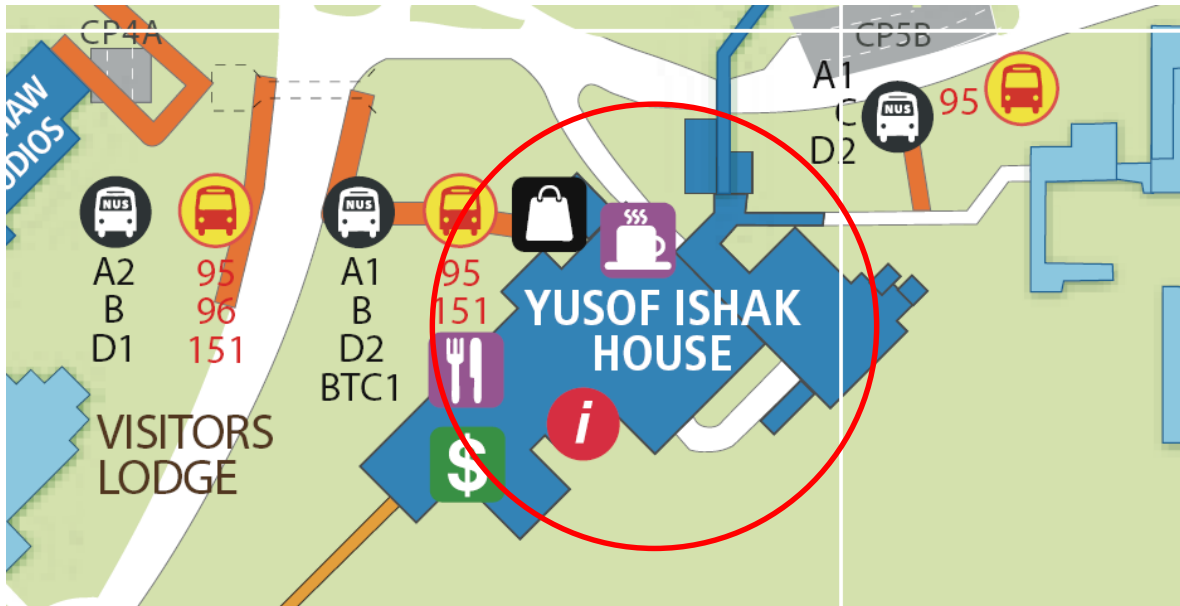 CP4A
CP5B
HAW
UDIOS
NUS
A2
B
D1
95
96
151
NUS
A1
B
D2
BTC1
95
151
A1
C
D2
NUS
95
YUSOF ISHAK
HOUSE
i
$
VISITORS
LODGE